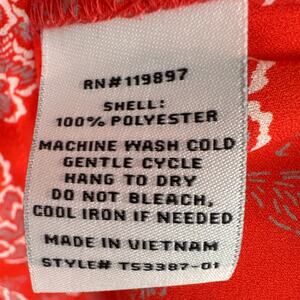 RN#119897
SHELL:
100% POLYESTER
MACHINE WASH COLD
GENTLE CYCLE
HANG TO DRY
DO NOT BLEACH,
COOL IRON IF NEEDED
MADE IN VIETNAM
STYLE# TS3387-01